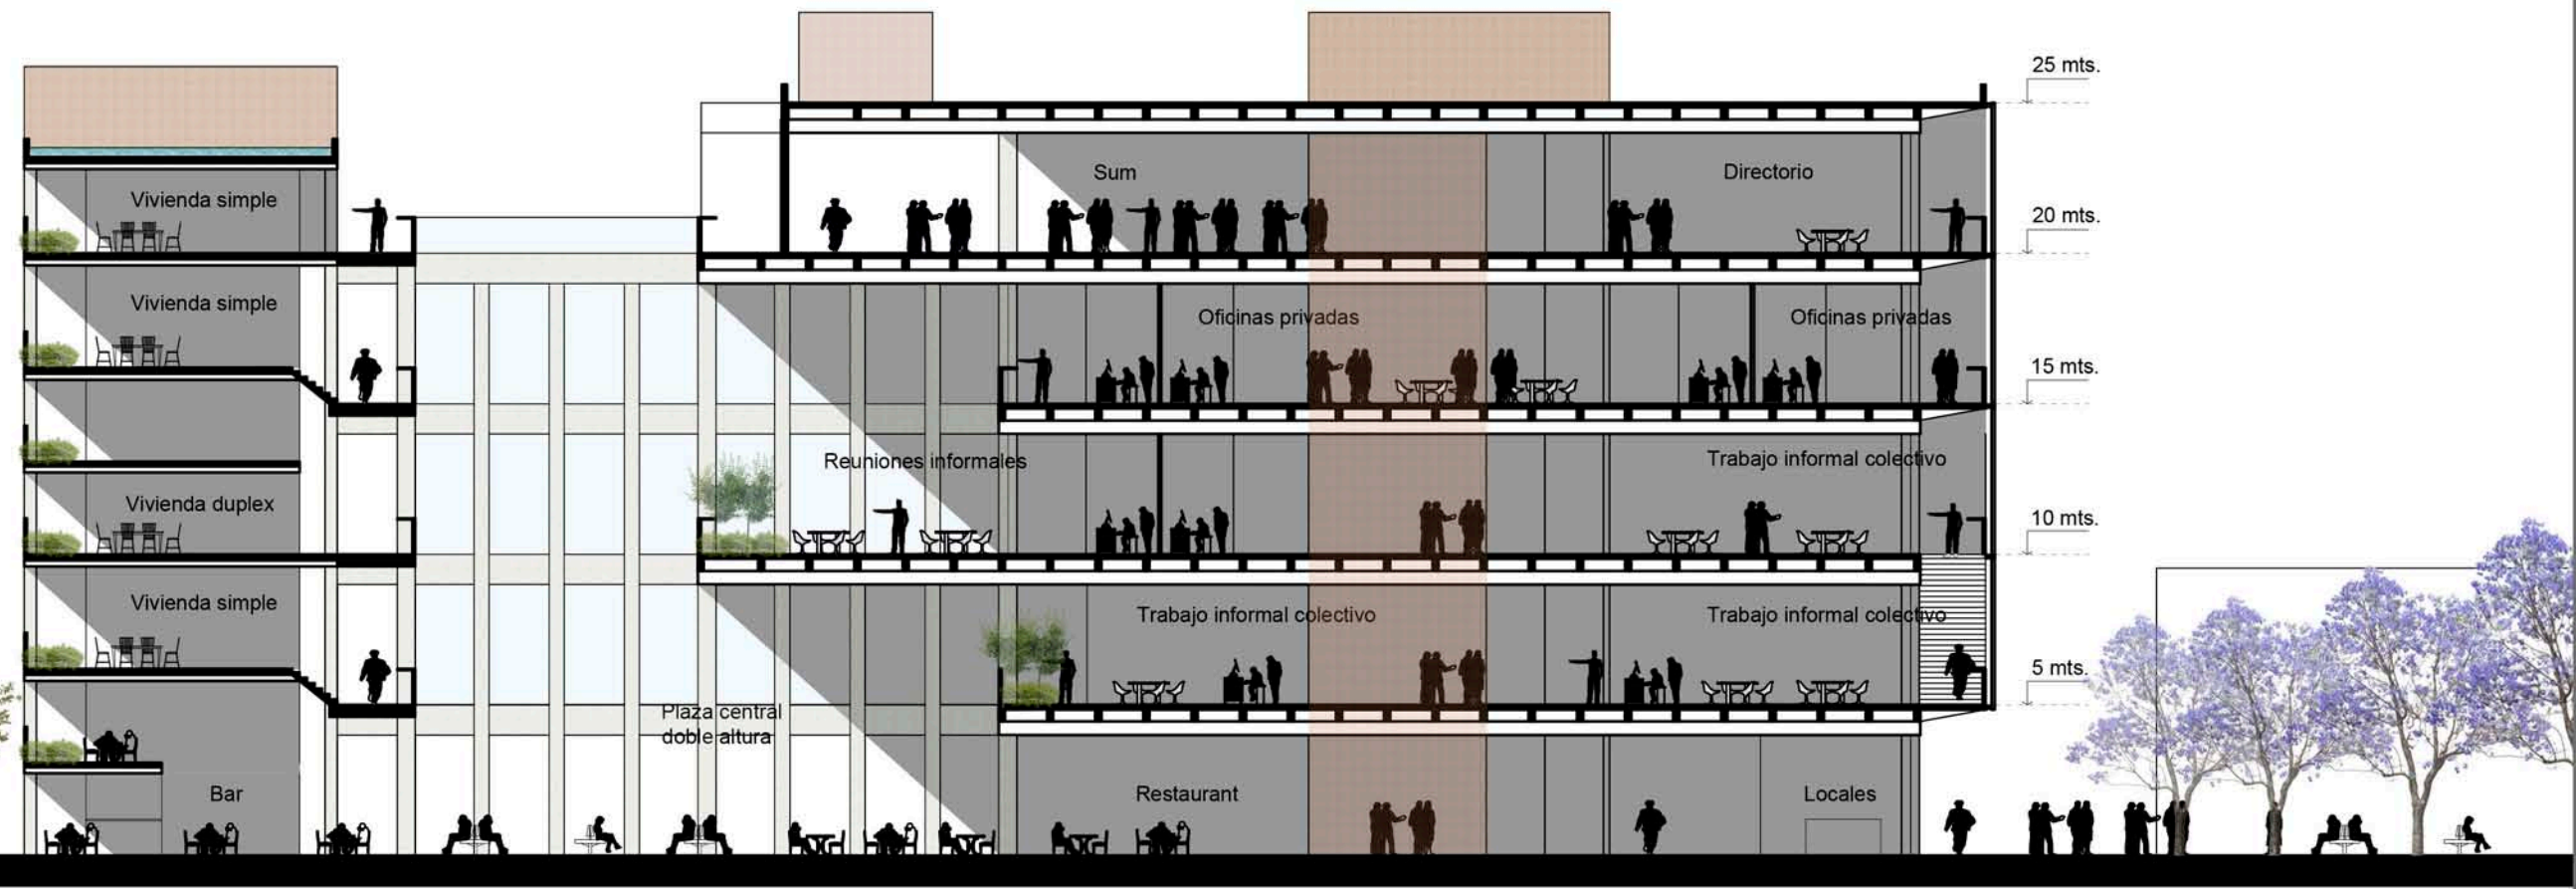 25 mts.
Vivienda simple
Sum
Directorio
20 mts.
Vivienda simple
Oficinas privadas
Oficinas privadas
15 mts.
Vivienda duplex
Reuniones informales
Trabajo informal colectivo
10 mts.
Vivienda simple
Trabajo informal colectivo
Trabajo informal colectivo
5 mts.
Plaza central
doble altura
Bar
Restaurant
Locales